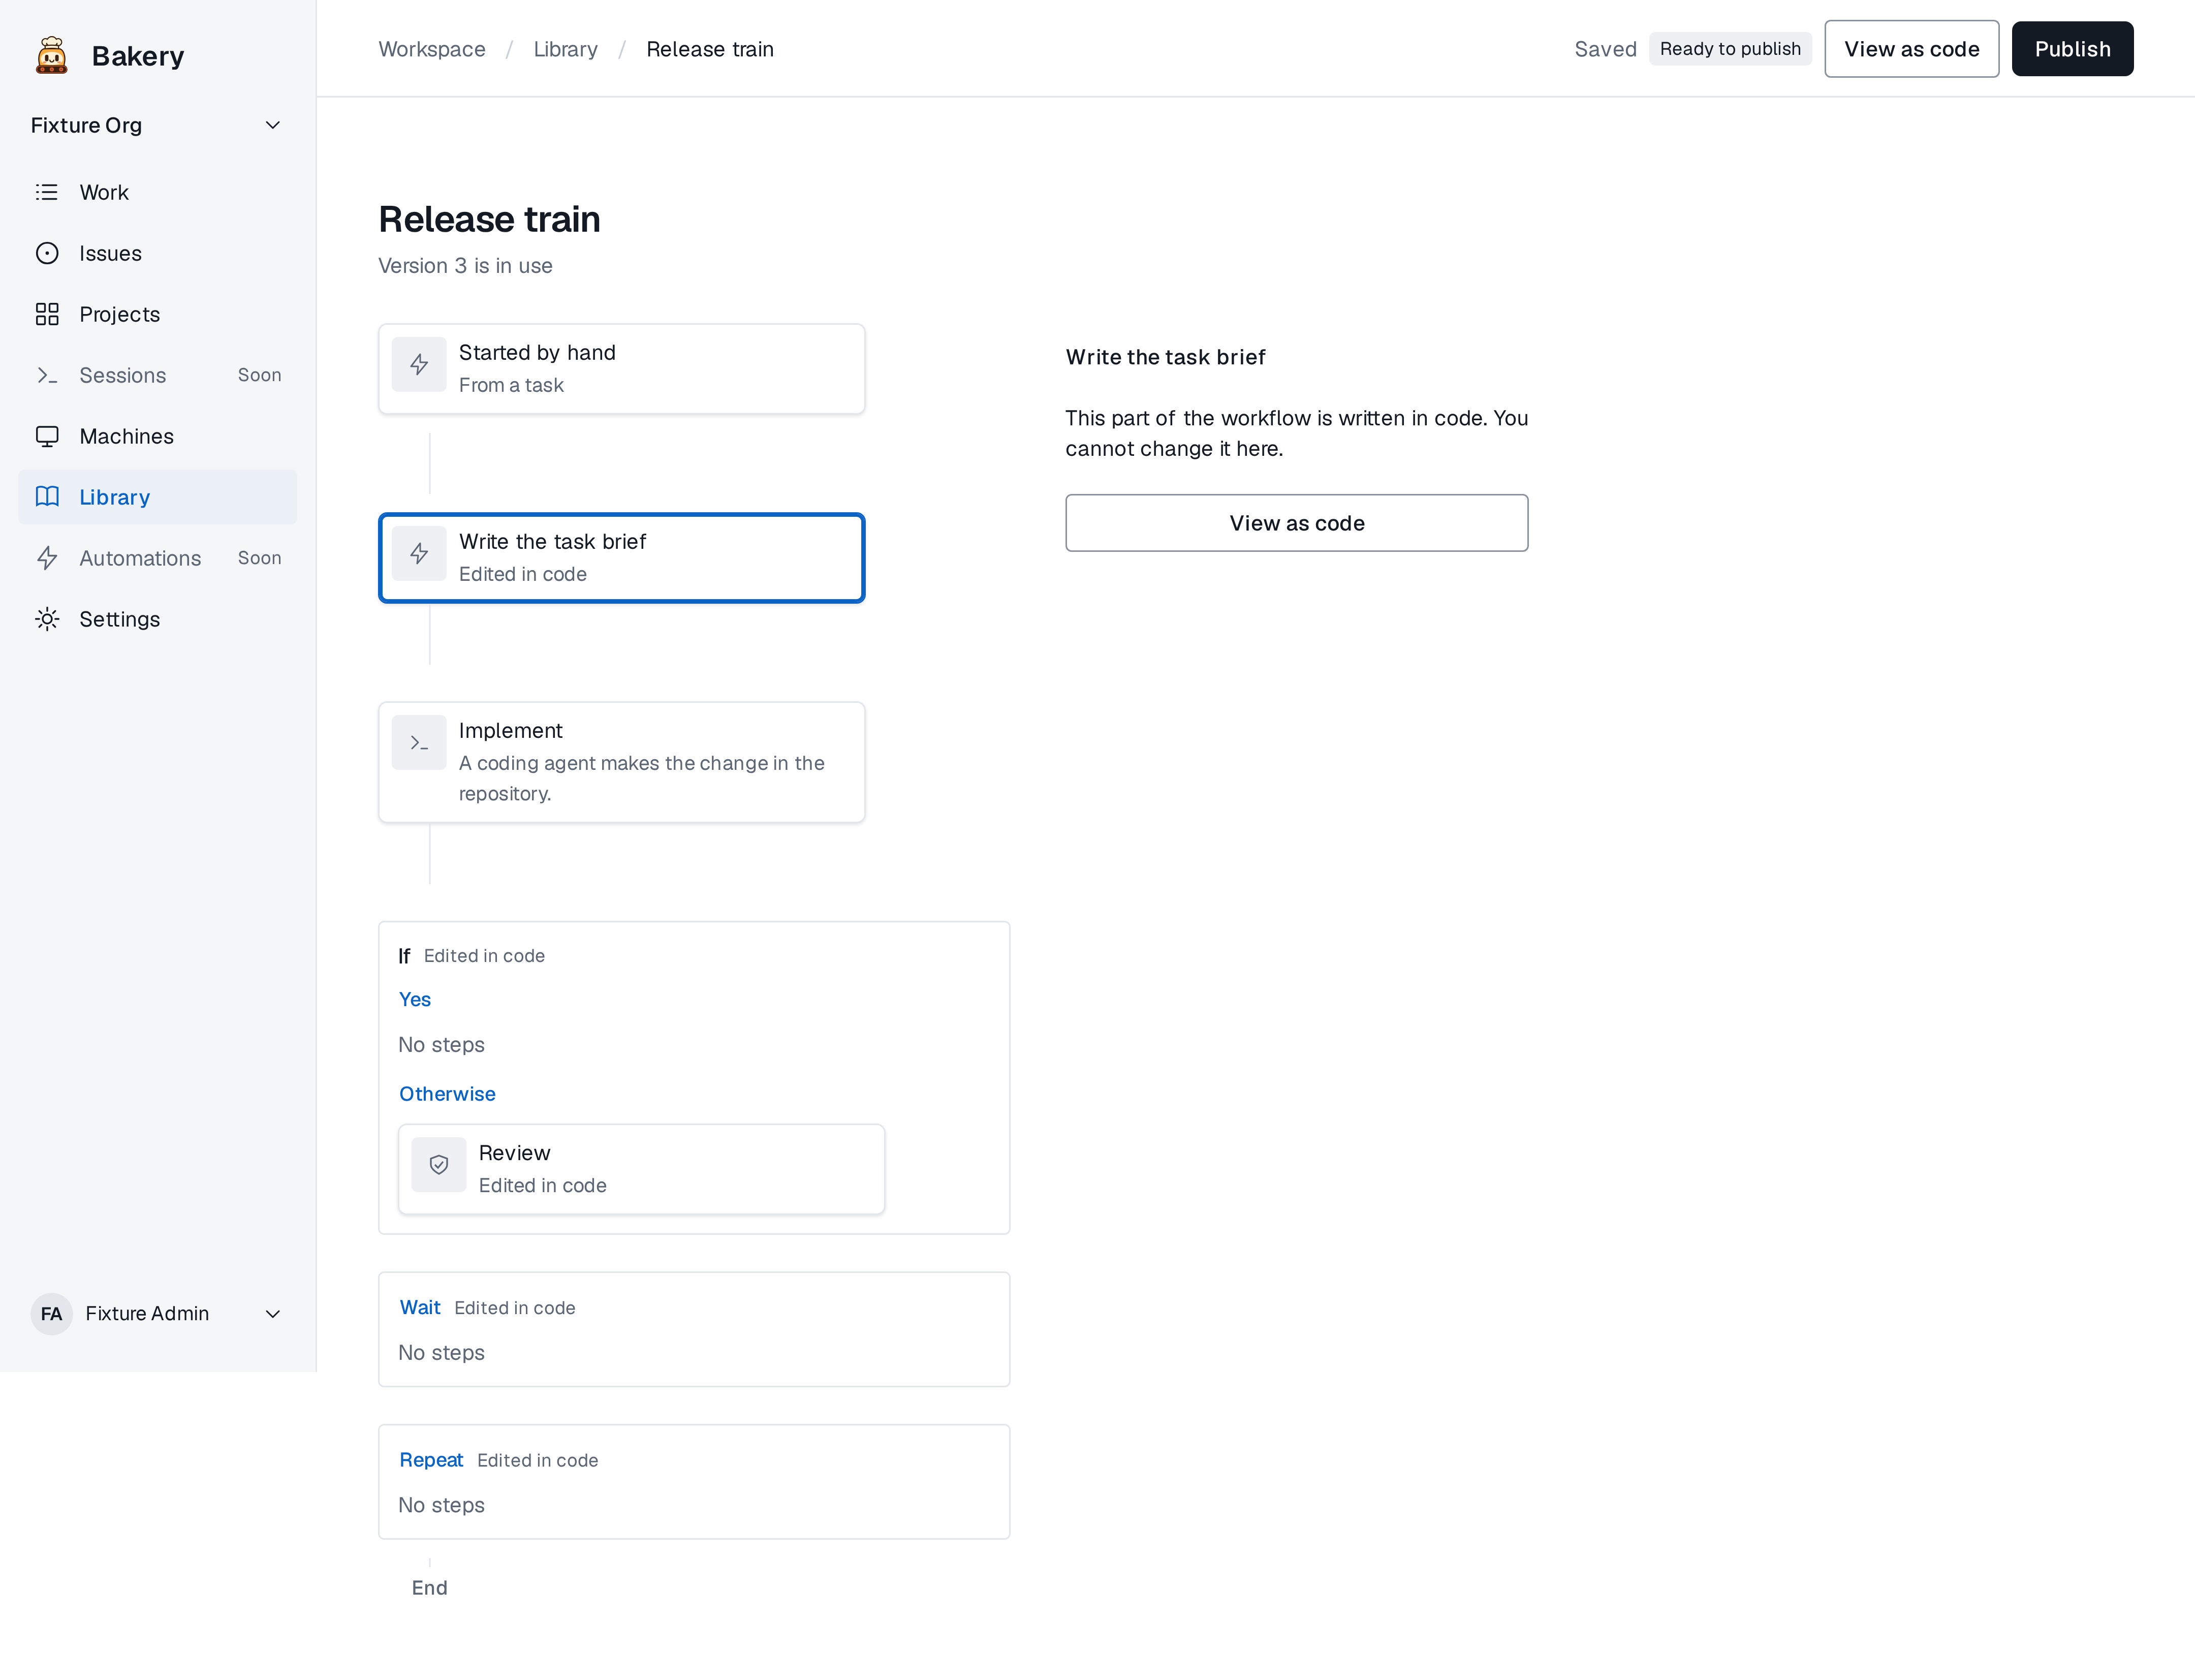 Bakery
Fixture Org
Work
Issues
Projects
Sessions Soon
Machines
Library
Automations Soon
Settings
FA Fixture Admin
Workspace / Library / Release train
Saved Ready to publish View as code Publish
Release train
Version 3 is in use
Started by hand
From a task
Write the task brief
Edited in code
Implement
A coding agent makes the change in the
repository.
If Edited in code
Yes
No steps
Otherwise
Review
Edited in code
Wait Edited in code
No steps
Repeat Edited in code
No steps
End
Write the task brief
This part of the workflow is written in code. You
cannot change it here.
View as code